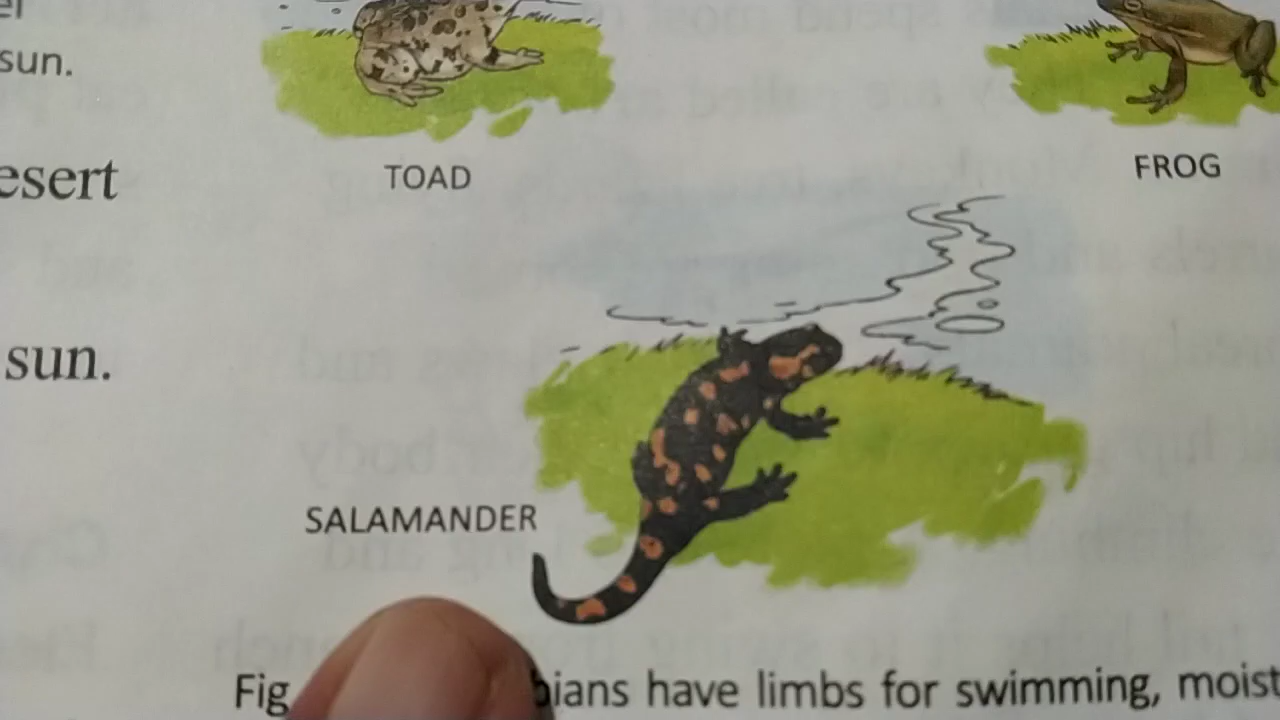 sun.
esert
TOAD
FROG
sun.
SALAMANDER
Fig bians have limbs for swimming, moist